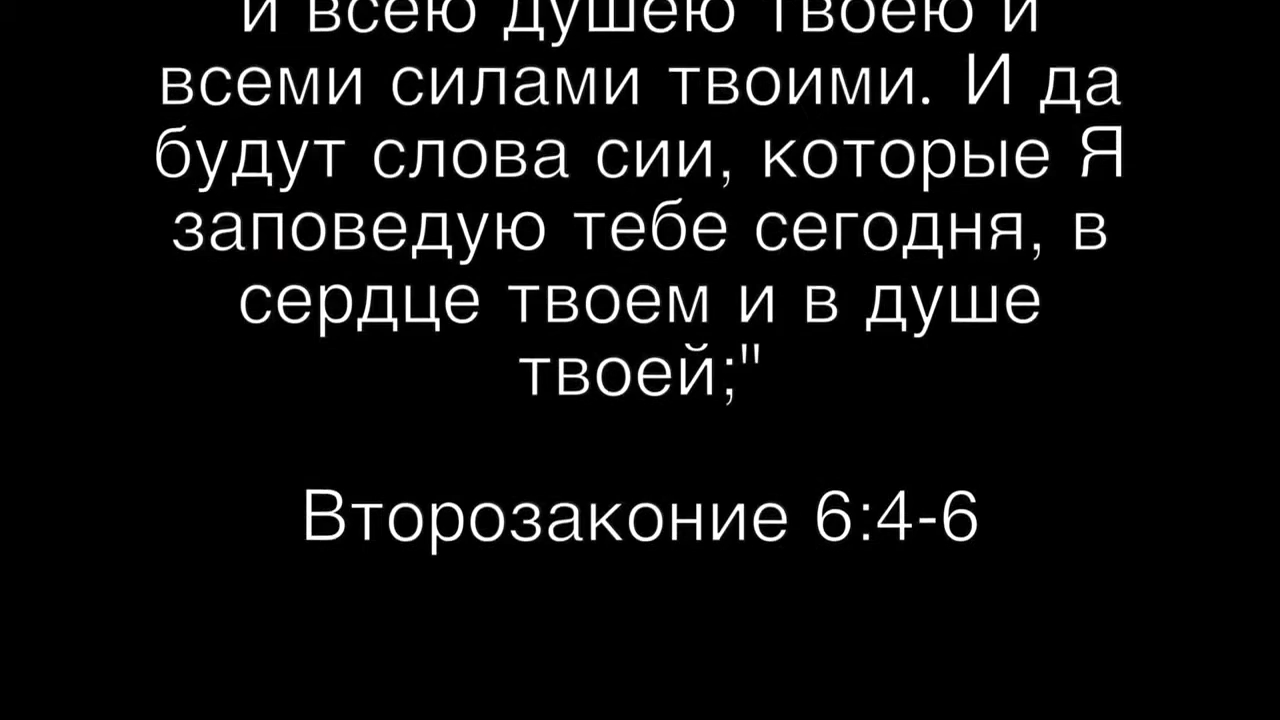 и всею душею твоею и
всеми силами твоими. И да
будут слова сии, которые Я
заповедую тебе сегодня, в
сердце твоем и в душе
твоей;"
Второзаконие 6:4-6